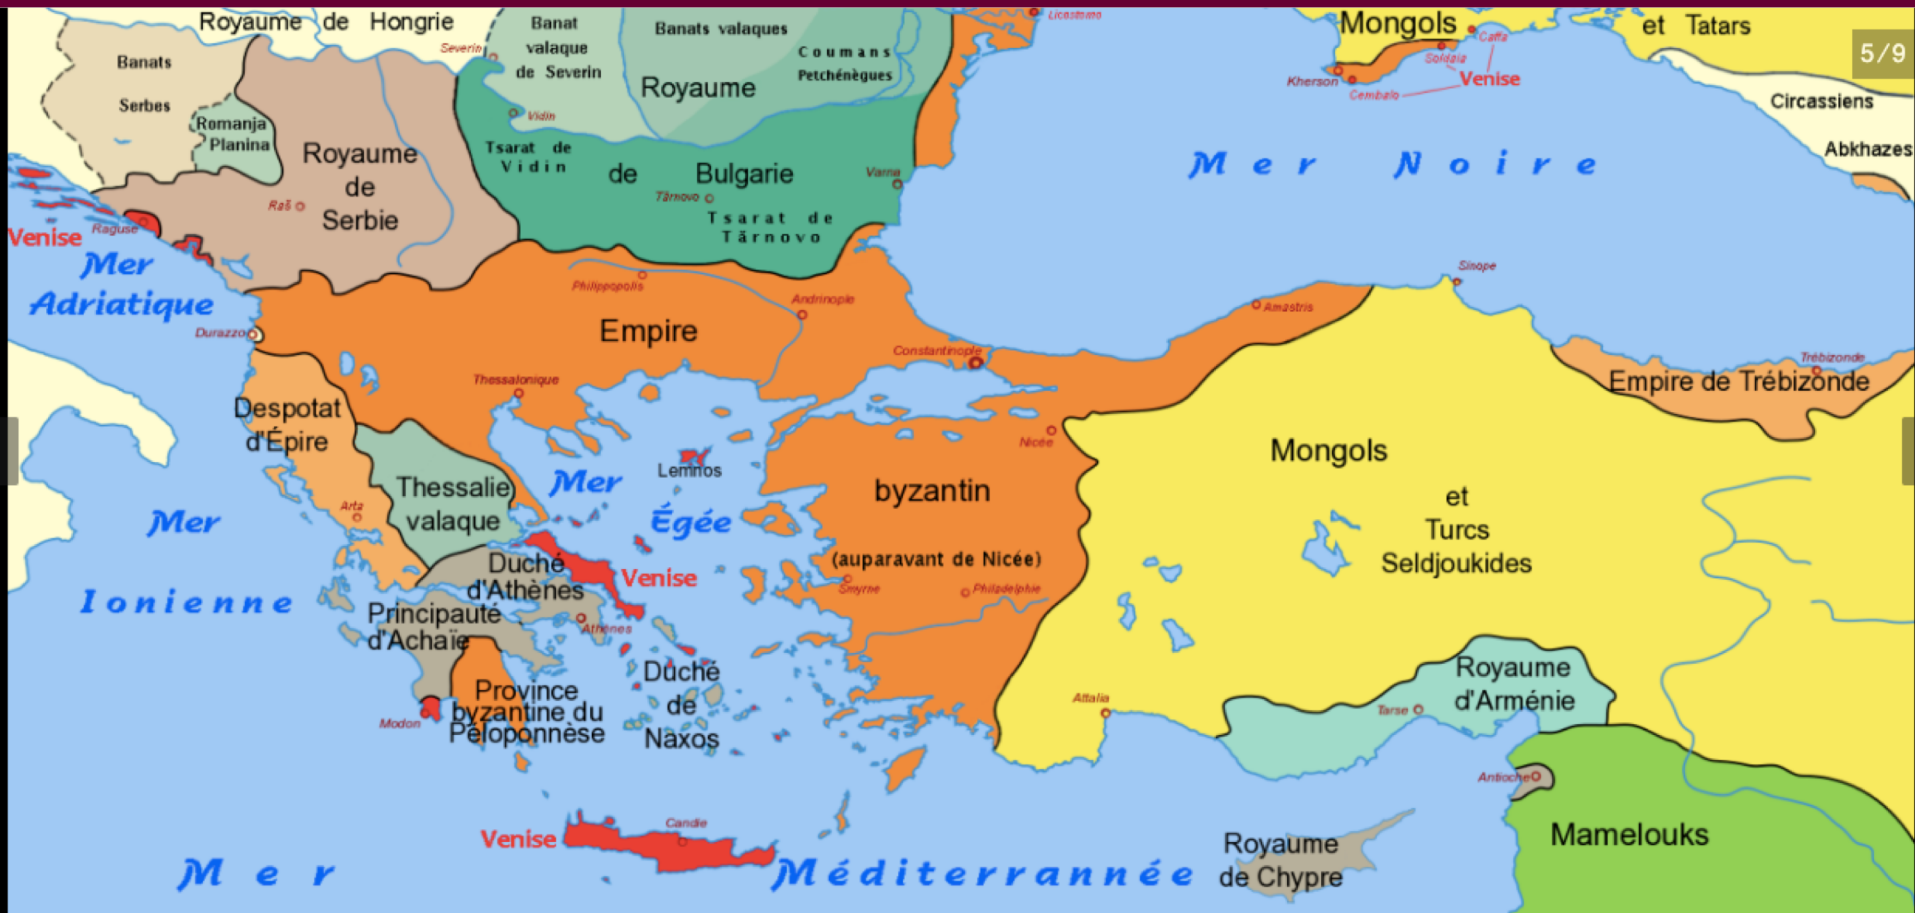 Royaume de Hongrie
Banat
valaque
de Severin
Banats valaques
Licostomo
Mongols
et Tatars
Caffa
Soldaia
Severin
Coumans
Petchénègues
5/9
Banats
Serbes
Royaume
Kherson
Cembalo
Venise
Circassiens
Vidin
Romanja
Planina
Royaume
de
Serbie
Tsarat de
Vidin
de Bulgarie
Varna
Mer Noire
Abkhazes
Raš
Tãrnovo
Tsarat de
Tãrnovo
Venise
Raguse
Mer
Adriatique
Sinope
Philippopolis
Andrinople
Amastris
Durazzo
Empire
Constantinople
Trébizonde
Empire de Trébizonde
Thessalonique
Despotat
d'Épire
Nicée
Mongols
et
Turcs
Seldjoukides
Lemnos
Mer
Égée
byzantin
(auparavant de Nicée)
Thessalie
valaque
Arta
Mer
Ionienne
Duché
d'Athènes
Venise
Smyrne
Philadelphie
Principauté
d'Achaïe
Athènes
Duché
de
Naxos
Province
byzantine du
Péloponnèse
Modon
Attalia
Royaume
d'Arménie
Tarse
Antioche
Mamelouks
Venise
Candie
Royaume
de Chypre
Mer Méditerrannée